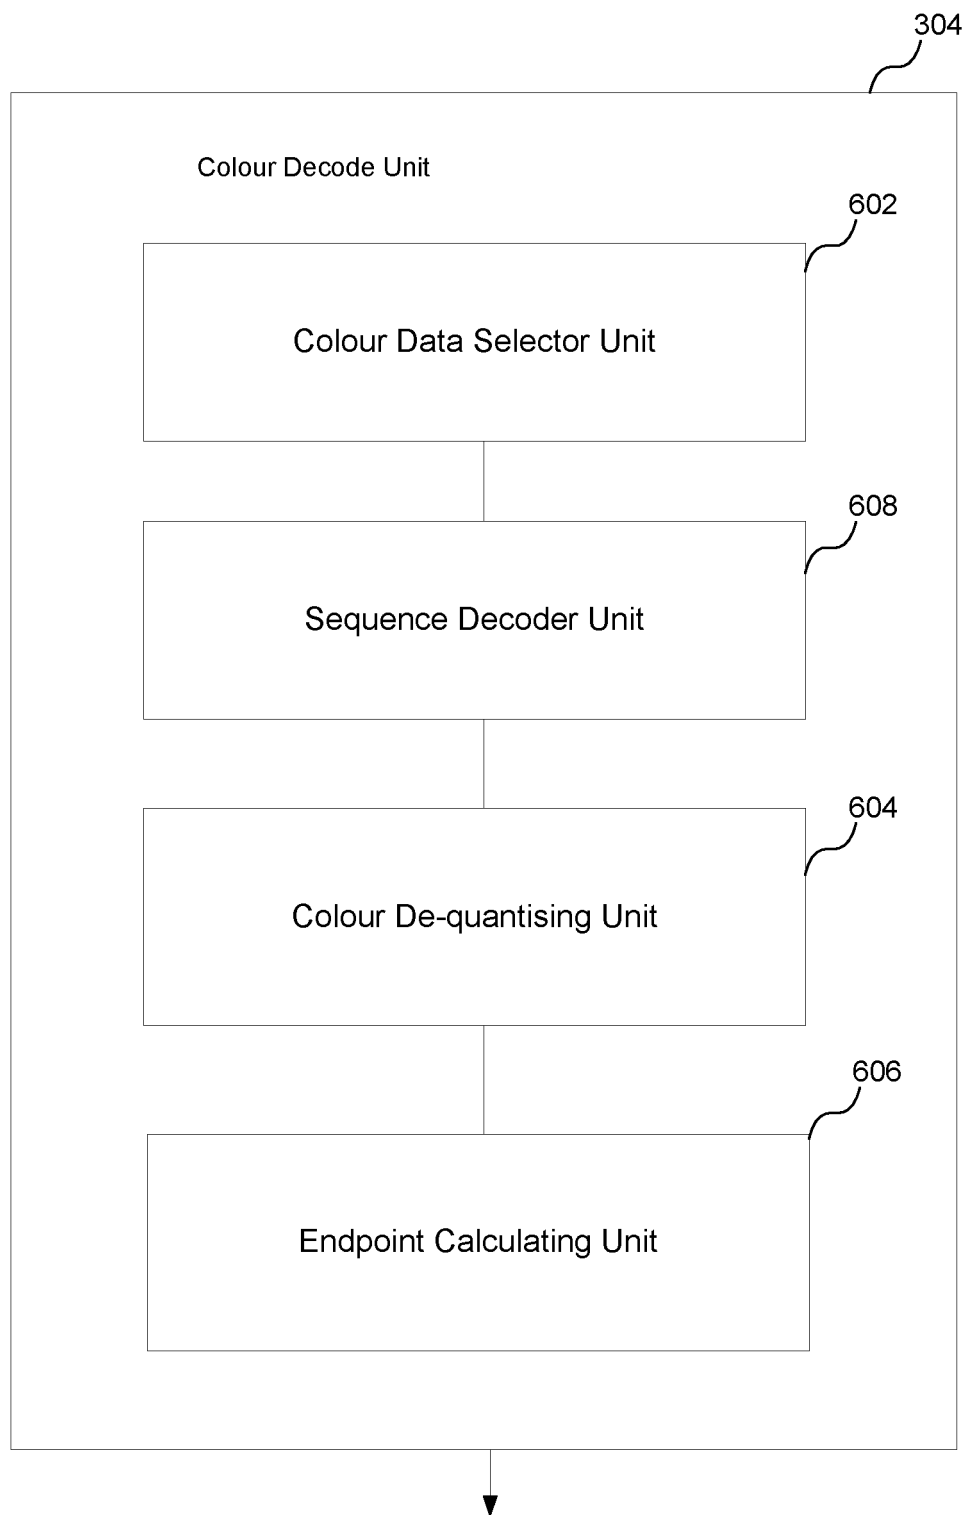 304
Colour Decode Unit
602
Colour Data Selector Unit
608
Sequence Decoder Unit
604
Colour De-quantising Unit
606
Endpoint Calculating Unit